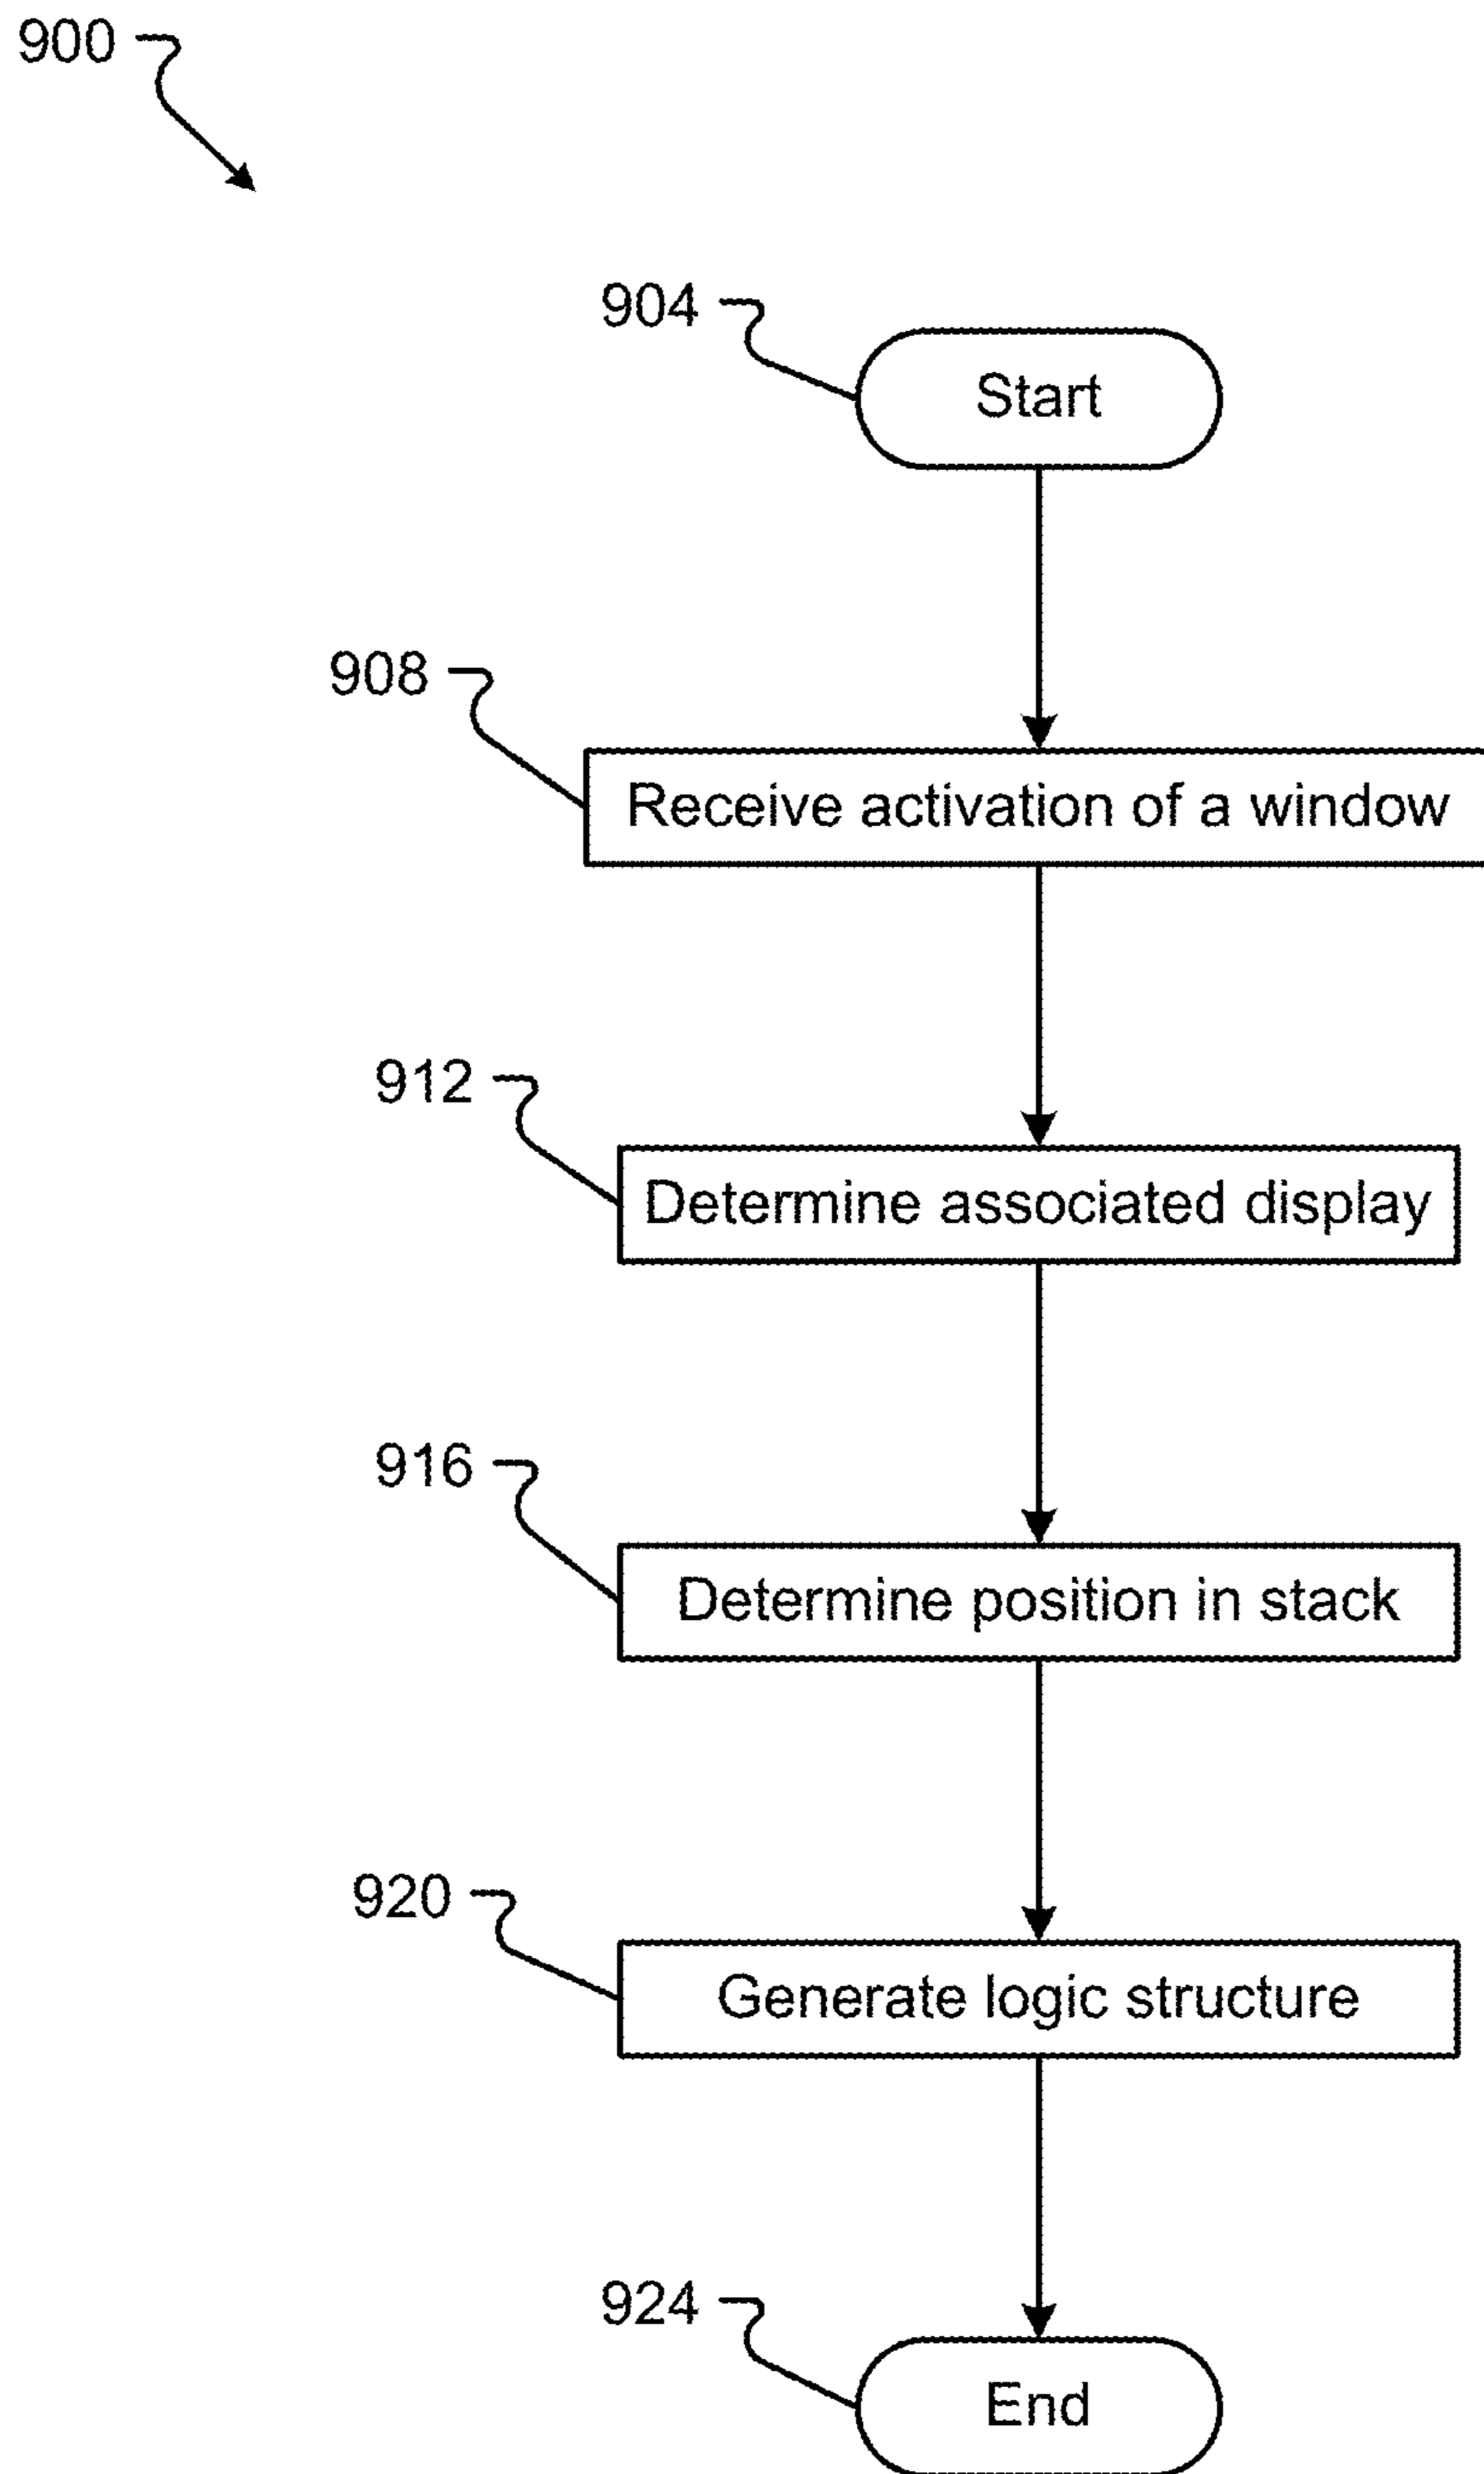 900
904
Start
908
Receive activation of a window
912
Determine associated display
916
Determine position in stack
920
Generate logic structure
924
End